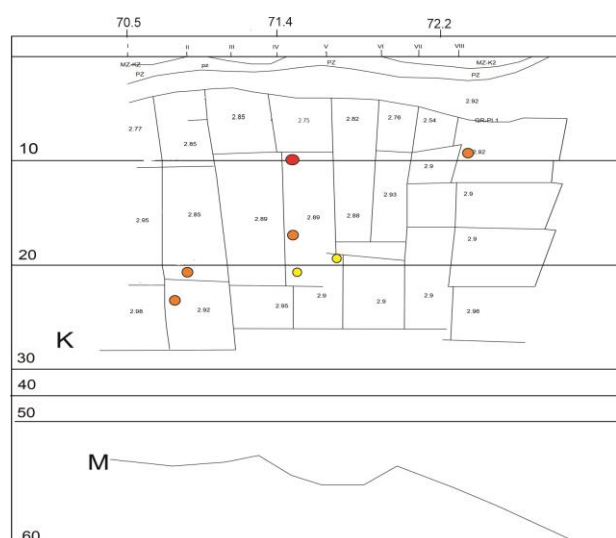 70.5 71.4 72.2
I II III IV V VI VII VIII
MZ-KZ pz PZ MZ-K2
PZ PZ
2.92
2.77 2.85 2.85 2.75 2.82 2.76 2.54 GR-PL1
10 2.9 2.92
2.95 2.85 2.89 2.89 2.88 2.93 2.9
20 2.9
2.98 2.92 2.95 2.9 2.9 2.9 2.96
K
30
40
50
M
60